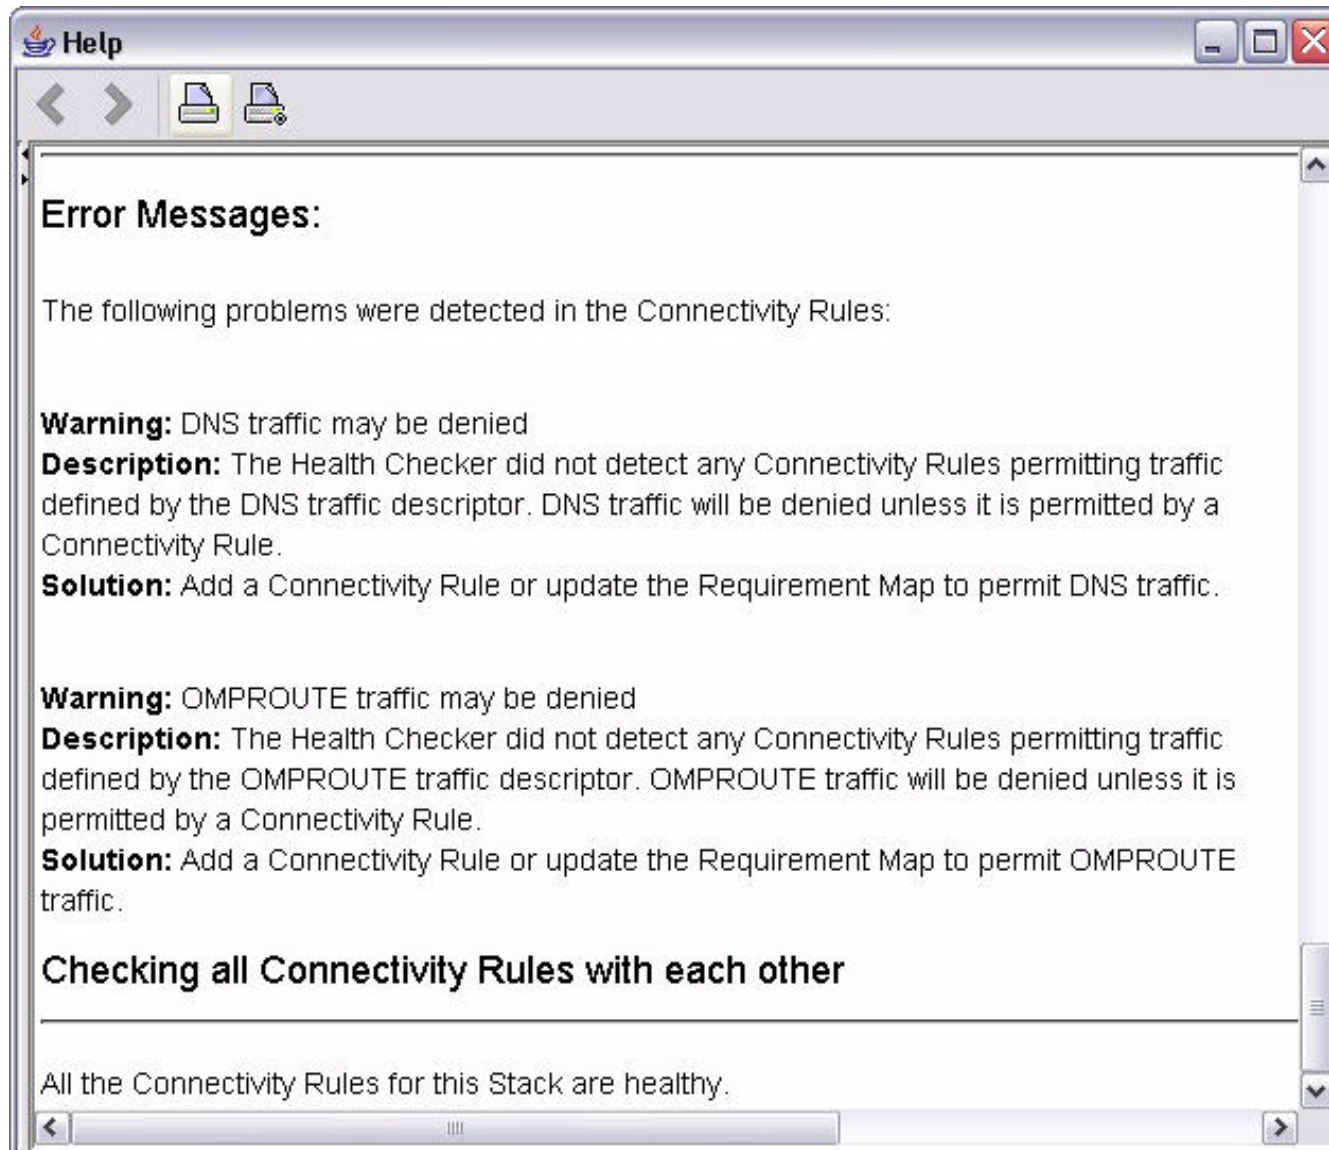 Help
Error Messages:
The following problems were detected in the Connectivity Rules:
Warning: DNS traffic may be denied
Description: The Health Checker did not detect any Connectivity Rules permitting traffic
defined by the DNS traffic descriptor. DNS traffic will be denied unless it is permitted by a
Connectivity Rule.
Solution: Add a Connectivity Rule or update the Requirement Map to permit DNS traffic.
Warning: OMPROUTE traffic may be denied
Description: The Health Checker did not detect any Connectivity Rules permitting traffic
defined by the OMPROUTE traffic descriptor. OMPROUTE traffic will be denied unless it is
permitted by a Connectivity Rule.
Solution: Add a Connectivity Rule or update the Requirement Map to permit OMPROUTE
traffic.
Checking all Connectivity Rules with each other
All the Connectivity Rules for this Stack are healthy.